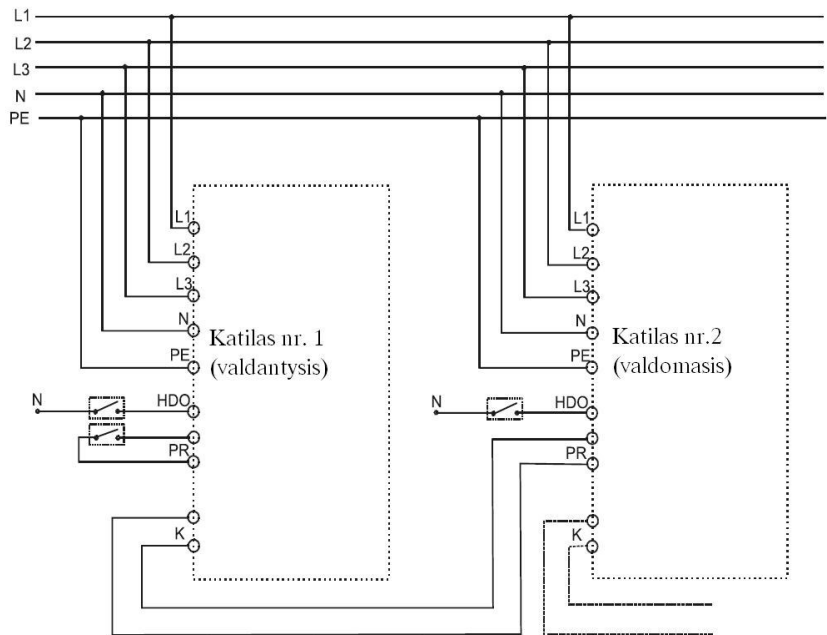 L1
L2
L3
N
PE
L1
L2
L3
N
PE
HDO
PR
K
N
Katilas nr. 1
(valdantysis)
L1
L2
L3
N
PE
HDO
PR
K
N
Katilas nr.2
(valdomasis)